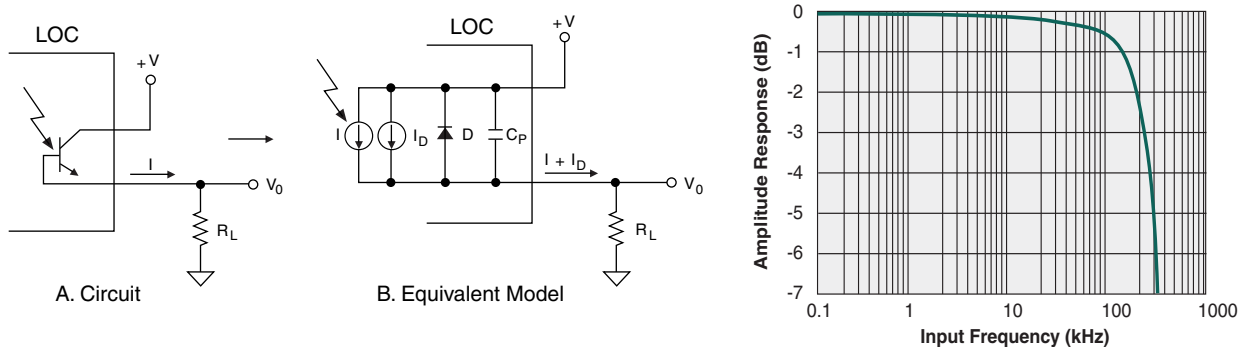 LOC
+V
I
V0
RL
A. Circuit
LOC
+V
I
ID
D
CP
I + ID
V0
RL
B. Equivalent Model
Amplitude Response (dB)
0
-1
-2
-3
-4
-5
-6
-7
0.1 1 10 100 1000
Input Frequency (kHz)